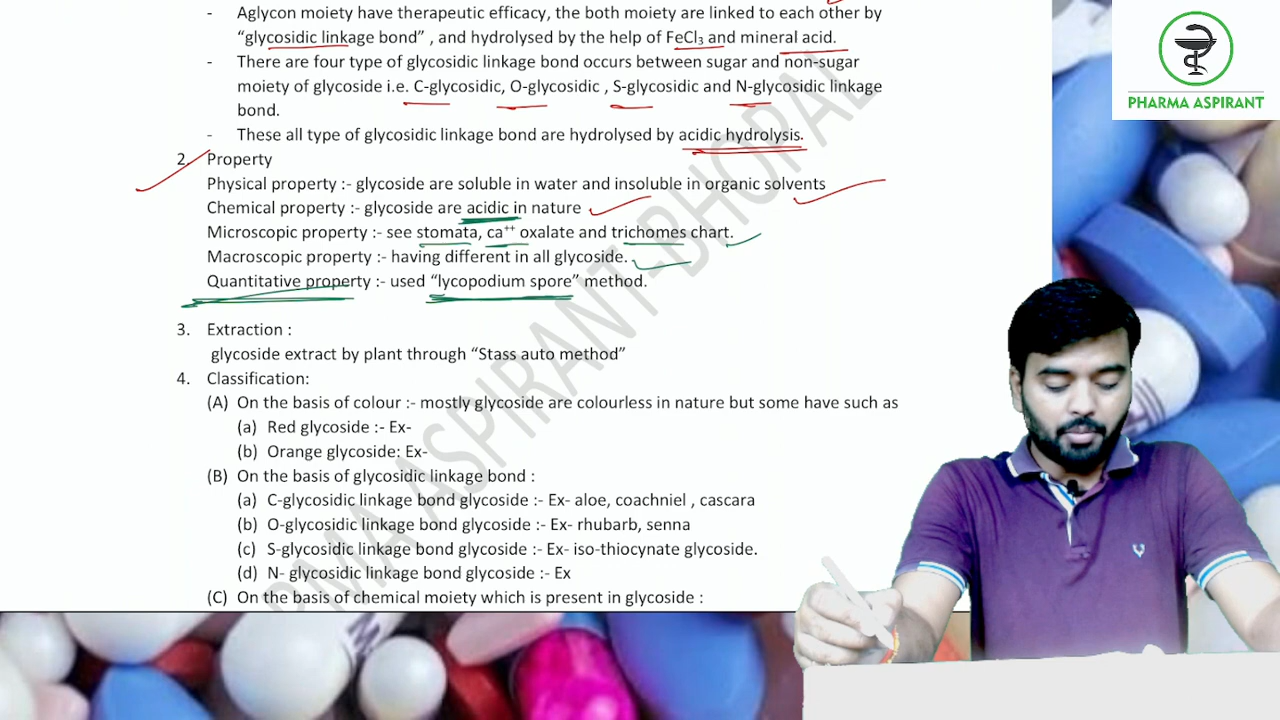 - Aglycon moiety have therapeutic efficacy, the both moiety are linked to each other by
“glycosidic linkage bond” , and hydrolysed by the help of FeCl₃ and mineral acid.
- There are four type of glycosidic linkage bond occurs between sugar and non-sugar
moiety of glycoside i.e. C-glycosidic, O-glycosidic , S-glycosidic and N-glycosidic linkage
bond.
- These all type of glycosidic linkage bond are hydrolysed by acidic hydrolysis.
2. Property
Physical property :- glycoside are soluble in water and insoluble in organic solvents
Chemical property :- glycoside are acidic in nature
Microscopic property :- see stomata, ca⁺⁺ oxalate and trichomes chart.
Macroscopic property :- having different in all glycoside.
Quantitative property :- used “lycopodium spore” method.
3. Extraction :
glycoside extract by plant through “Stass auto method”
4. Classification:
(A) On the basis of colour :- mostly glycoside are colourless in nature but some have such as
(a) Red glycoside :- Ex-
(b) Orange glycoside: Ex-
(B) On the basis of glycosidic linkage bond :
(a) C-glycosidic linkage bond glycoside :- Ex- aloe, coachniel , cascara
(b) O-glycosidic linkage bond glycoside :- Ex- rhubarb, senna
(c) S-glycosidic linkage bond glycoside :- Ex- iso-thiocynate glycoside.
(d) N- glycosidic linkage bond glycoside :- Ex
(C) On the basis of chemical moiety which is present in glycoside :
PHARMA ASPIRANT
RMA ASPIRANT-BHOPAL